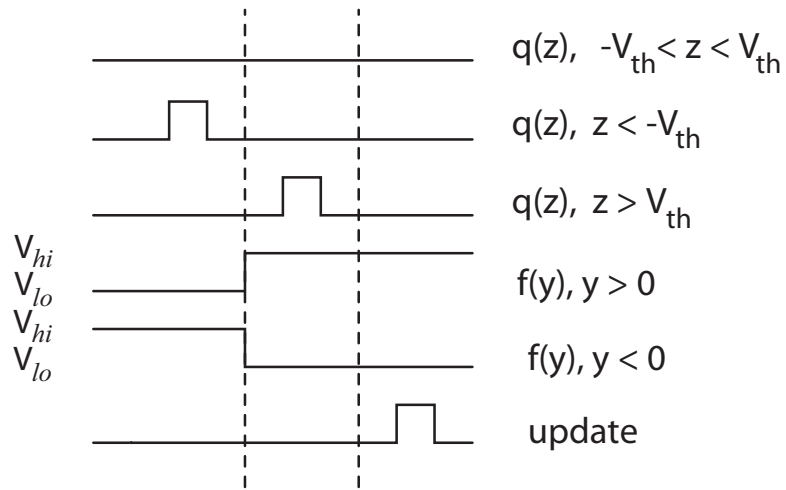 q(z), -V_th < z < V_th
q(z), z < -V_th
q(z), z > V_th
V_hi
V_lo
f(y), y > 0
V_hi
V_lo
f(y), y < 0
update